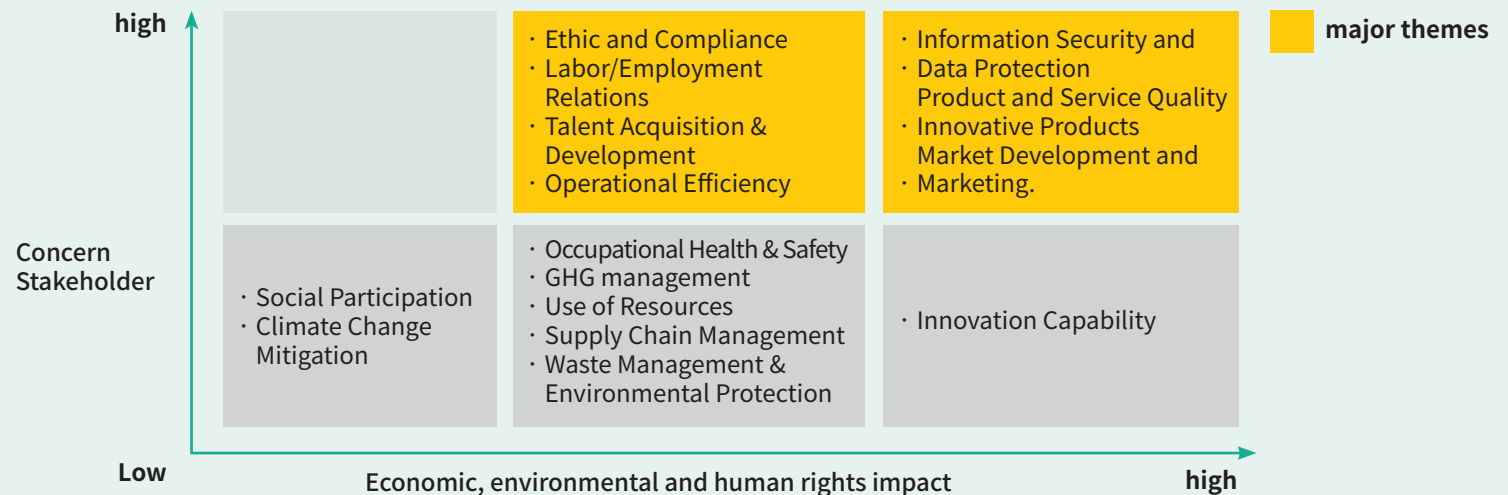 high
· Ethic and Compliance
· Labor/Employment
Relations
· Talent Acquisition &
Development
· Operational Efficiency
· Information Security and
· Data Protection
Product and Service Quality
· Innovative Products
Market Development and
· Marketing.
major themes
Concern
Stakeholder
· Social Participation
· Climate Change
Mitigation
· Occupational Health & Safety
· GHG management
· Use of Resources
· Supply Chain Management
· Waste Management &
Environmental Protection
· Innovation Capability
Low
Economic, environmental and human rights impact
high